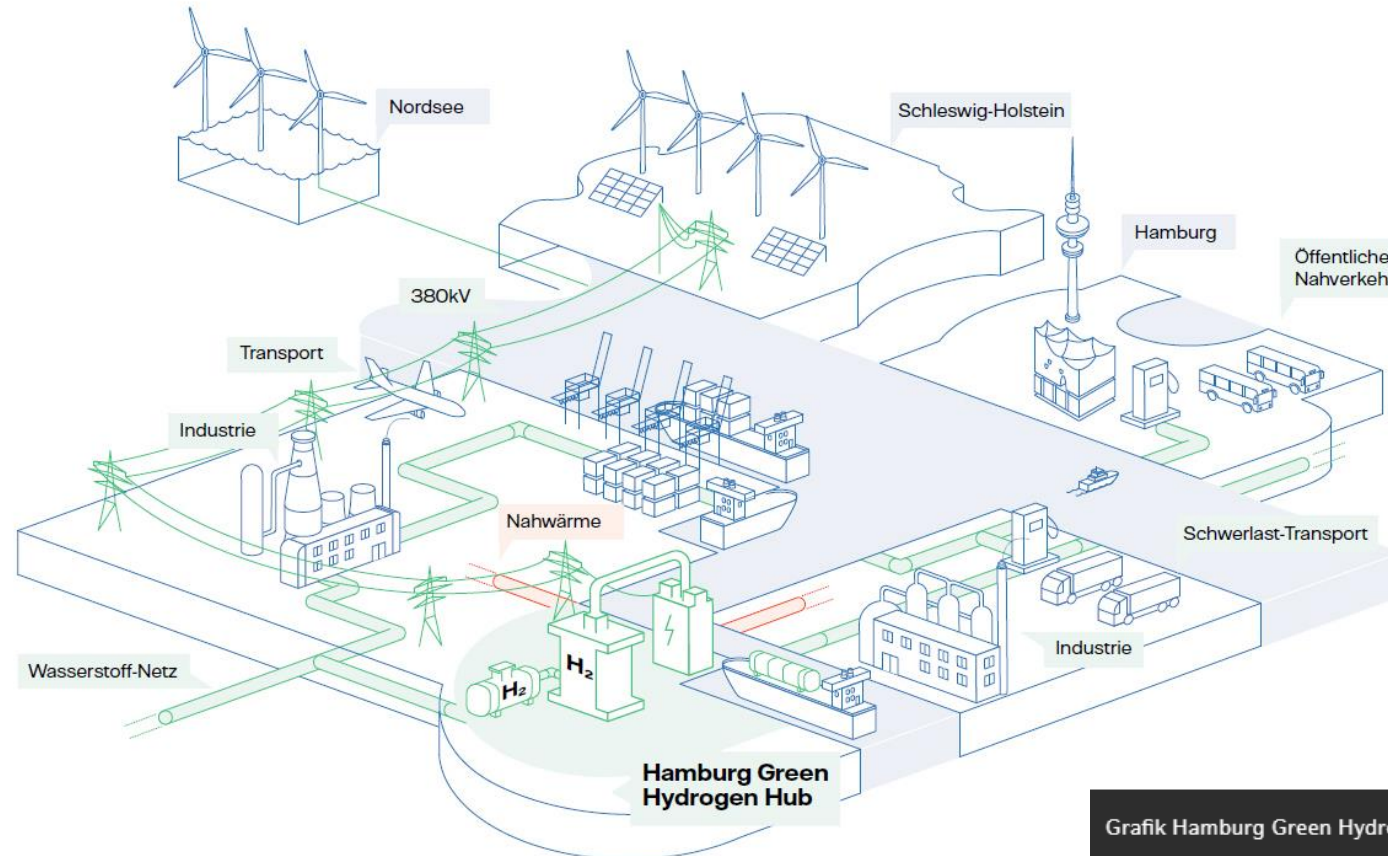 Nordsee
Schleswig-Holstein
Hamburg
Öffentliche
Nahverkeh
380kV
Transport
Industrie
Nahwärme
Schwerlast-Transport
Industrie
Wasserstoff-Netz
H₂
H₂
Hamburg Green
Hydrogen Hub
Grafik Hamburg Green Hydro